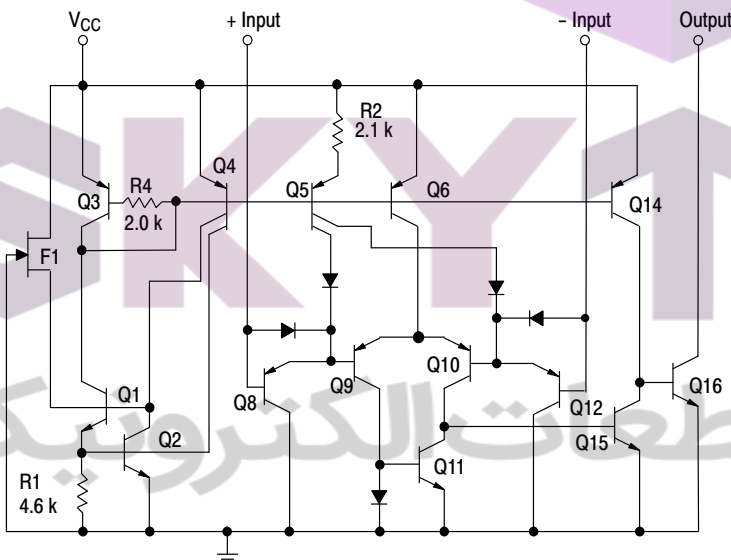 VCC
+ Input
– Input
Output
R2
2.1 k
Q3
R4
2.0 k
Q4
Q5
Q6
Q14
F1
Q1
Q2
Q8
Q9
Q10
Q12
Q16
Q15
Q11
R1
4.6 k
SKYT